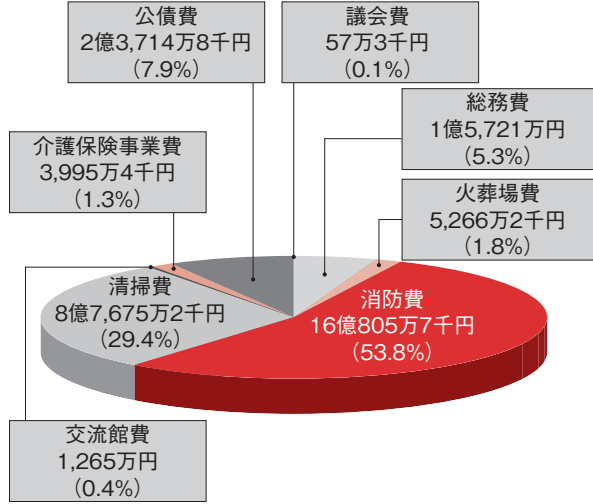 公債費
2億3,714万8千円
（7.9%）
議会費
57万3千円
（0.1%）
総務費
1億5,721万円
（5.3%）
介護保険事業費
3,995万4千円
（1.3%）
火葬場費
5,266万2千円
（1.8%）
清掃費
8億7,675万2千円
（29.4%）
消防費
16億805万7千円
（53.8%）
交流館費
1,265万円
（0.4%）